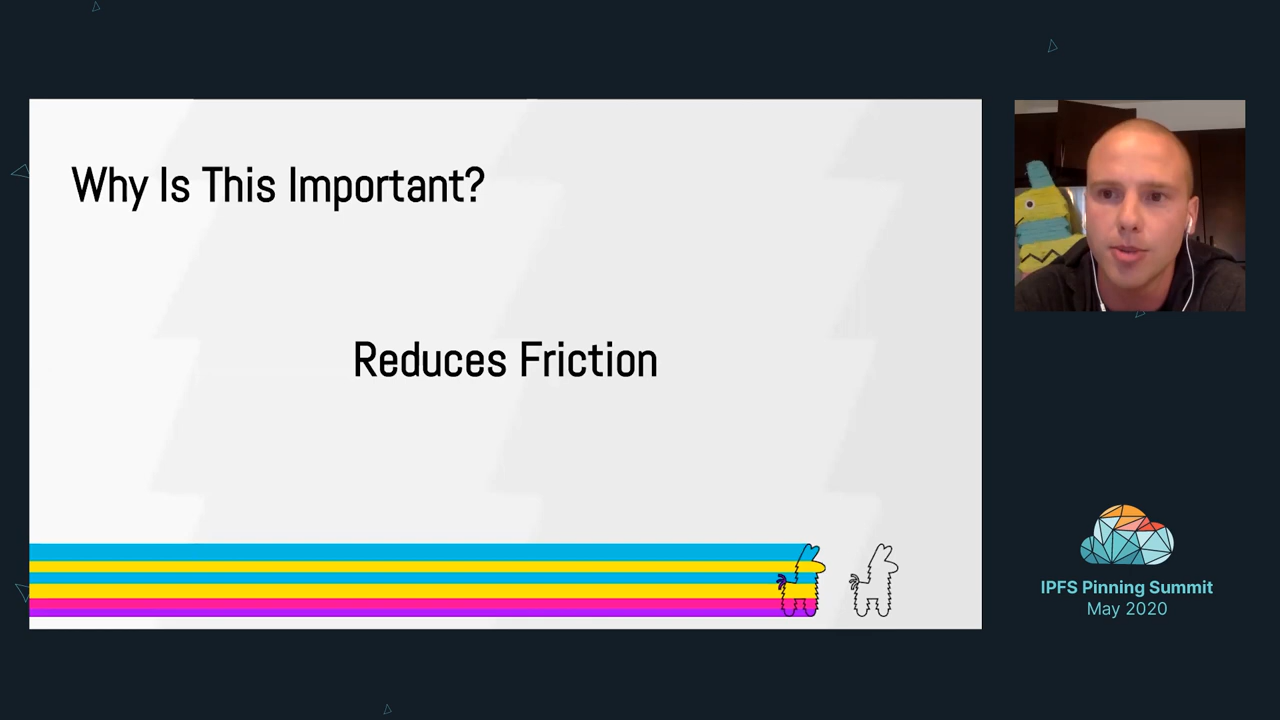 Why Is This Important?
Reduces Friction
IPFS Pinning Summit
May 2020